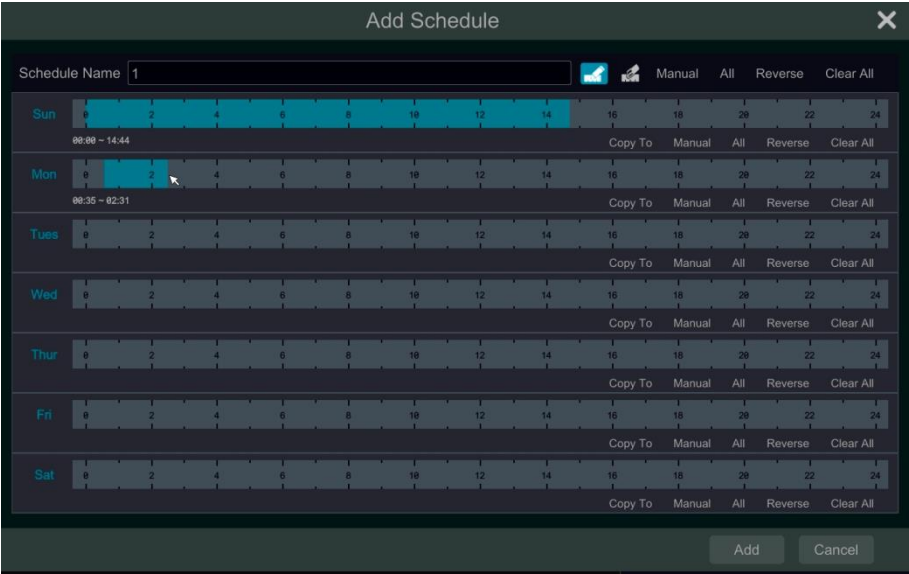 Add Schedule
Schedule Name 1 Manual All Reverse Clear All
Sun 0 2 4 6 8 10 12 14 16 18 20 22 24
00:00 ~ 14:44 Copy To Manual All Reverse Clear All
Mon 0 2 4 6 8 10 12 14 16 18 20 22 24
00:35 ~ 02:31 Copy To Manual All Reverse Clear All
Tues 0 2 4 6 8 10 12 14 16 18 20 22 24
Copy To Manual All Reverse Clear All
Wed 0 2 4 6 8 10 12 14 16 18 20 22 24
Copy To Manual All Reverse Clear All
Thur 0 2 4 6 8 10 12 14 16 18 20 22 24
Copy To Manual All Reverse Clear All
Fri 0 2 4 6 8 10 12 14 16 18 20 22 24
Copy To Manual All Reverse Clear All
Sat 0 2 4 6 8 10 12 14 16 18 20 22 24
Copy To Manual All Reverse Clear All
Add Cancel